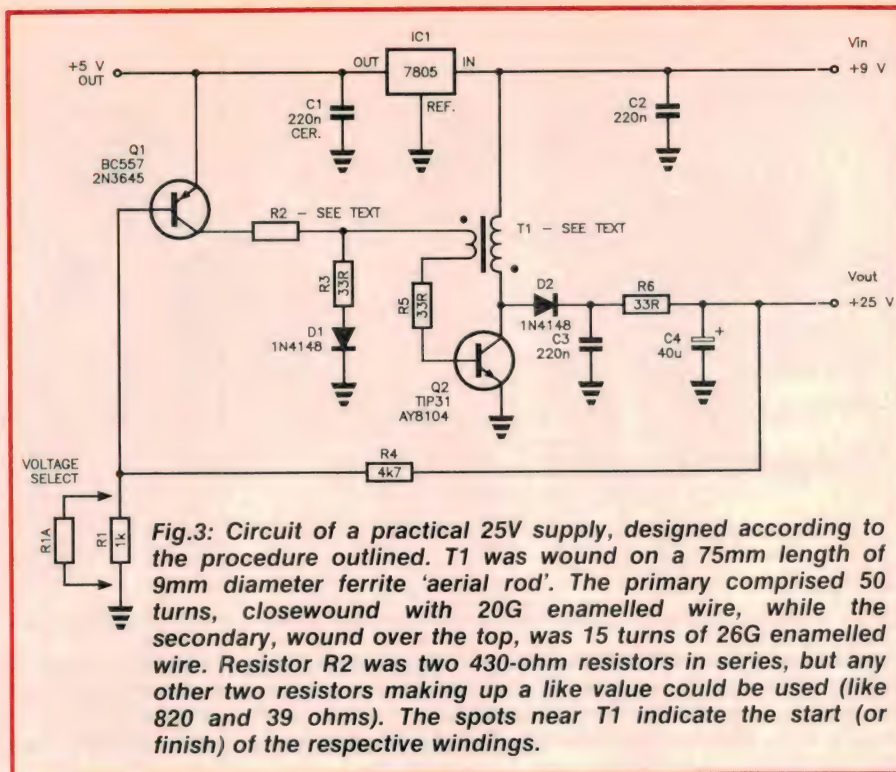 IC1
Vin
+5 V
OUT
OUT
7805
IN
+9 V
REF.
C1
220n
CER.
C2
220n
Q1
BC557
2N3645
R2 – SEE TEXT
T1 – SEE TEXT
R3
33R
R5
33R
D2
1N4148
R6
33R
Vout
+25 V
D1
1N4148
C3
220n
C4
40u
+
Q2
TIP31
AY8104
VOLTAGE
SELECT
R4
4k7
R1A
R1
1k
Fig.3: Circuit of a practical 25V supply, designed according to
the procedure outlined. T1 was wound on a 75mm length of
9mm diameter ferrite 'aerial rod'. The primary comprised 50
turns, closewound with 20G enamelled wire, while the
secondary, wound over the top, was 15 turns of 26G enamelled
wire. Resistor R2 was two 430-ohm resistors in series, but any
other two resistors making up a like value could be used (like
820 and 39 ohms). The spots near T1 indicate the start (or
finish) of the respective windings.